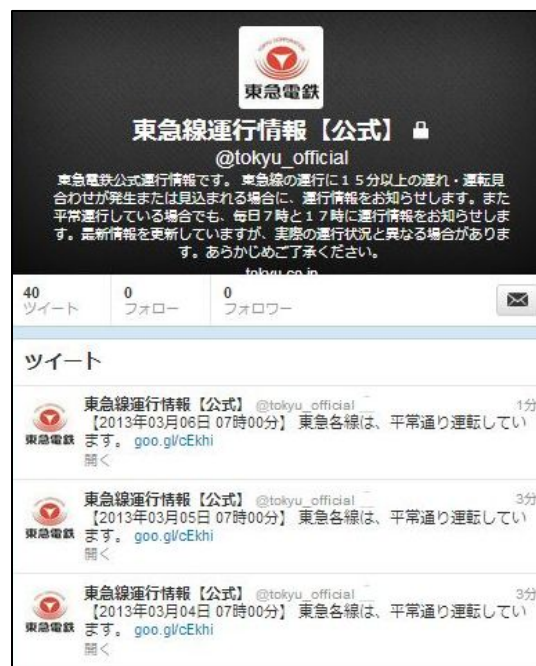 TOKYU CORPORATION
東急電鉄
東急線運行情報【公式】
@tokyu_official
東急電鉄公式運行情報です。 東急線の運行に15分以上の遅れ・運転見
合わせが発生または見込まれる場合に、運行情報をお知らせします。また
平常運行している場合でも、毎日7時と17時に運行情報をお知らせしま
す。最新情報を更新していますが、実際の運行状況と異なる場合がありま
す。あらかじめご了承ください。
tokyu.co.jp
40 0 0
ツイート フォロー フォロワー
ツイート
東急線運行情報【公式】 @tokyu_official 1分
【2013年03月06日 07時00分】 東急各線は、平常通り運転してい
東急電鉄 ます。 goo.gl/cEkhi
開く
東急線運行情報【公式】 @tokyu_official 3分
【2013年03月05日 07時00分】 東急各線は、平常通り運転してい
東急電鉄 ます。 goo.gl/cEkhi
開く
東急線運行情報【公式】 @tokyu_official 3分
【2013年03月04日 07時00分】 東急各線は、平常通り運転してい
東急電鉄 ます。 goo.gl/cEkhi
開く